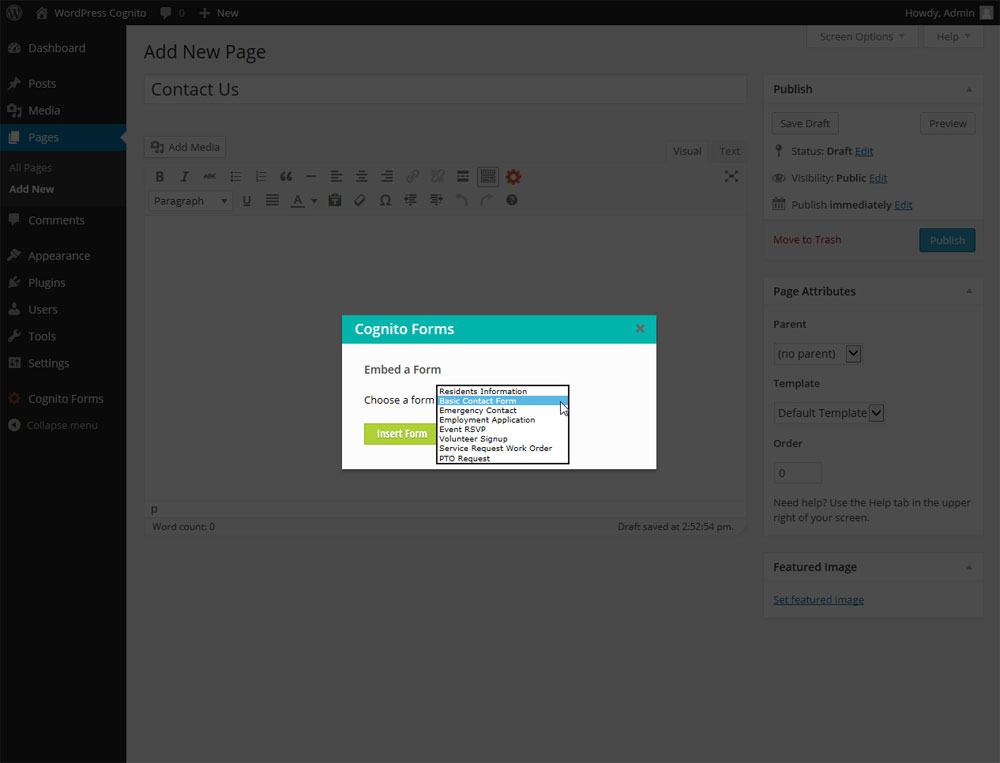 WordPress Cognito 0 New Howdy, Admin
Dashboard
Posts
Media
Pages
All Pages
Add New
Comments
Appearance
Plugins
Users
Tools
Settings
Cognito Forms
Collapse menu
Screen Options Help
Add New Page
Contact Us
Add Media
Visual Text
B I ABC
Paragraph U A
Cognito Forms
Embed a Form
Choose a form
Residents Information
Basic Contact Form
Emergency Contact
Employment Application
Event RSVP
Volunteer Signup
Service Request Work Order
PTO Request
Insert Form
p
Word count: 0 Draft saved at 2:52:54 pm.
Publish
Save Draft Preview
Status: Draft Edit
Visibility: Public Edit
Publish immediately Edit
Move to Trash Publish
Page Attributes
Parent
(no parent)
Template
Default Template
Order
0
Need help? Use the Help tab in the upper
right of your screen.
Featured Image
Set featured image